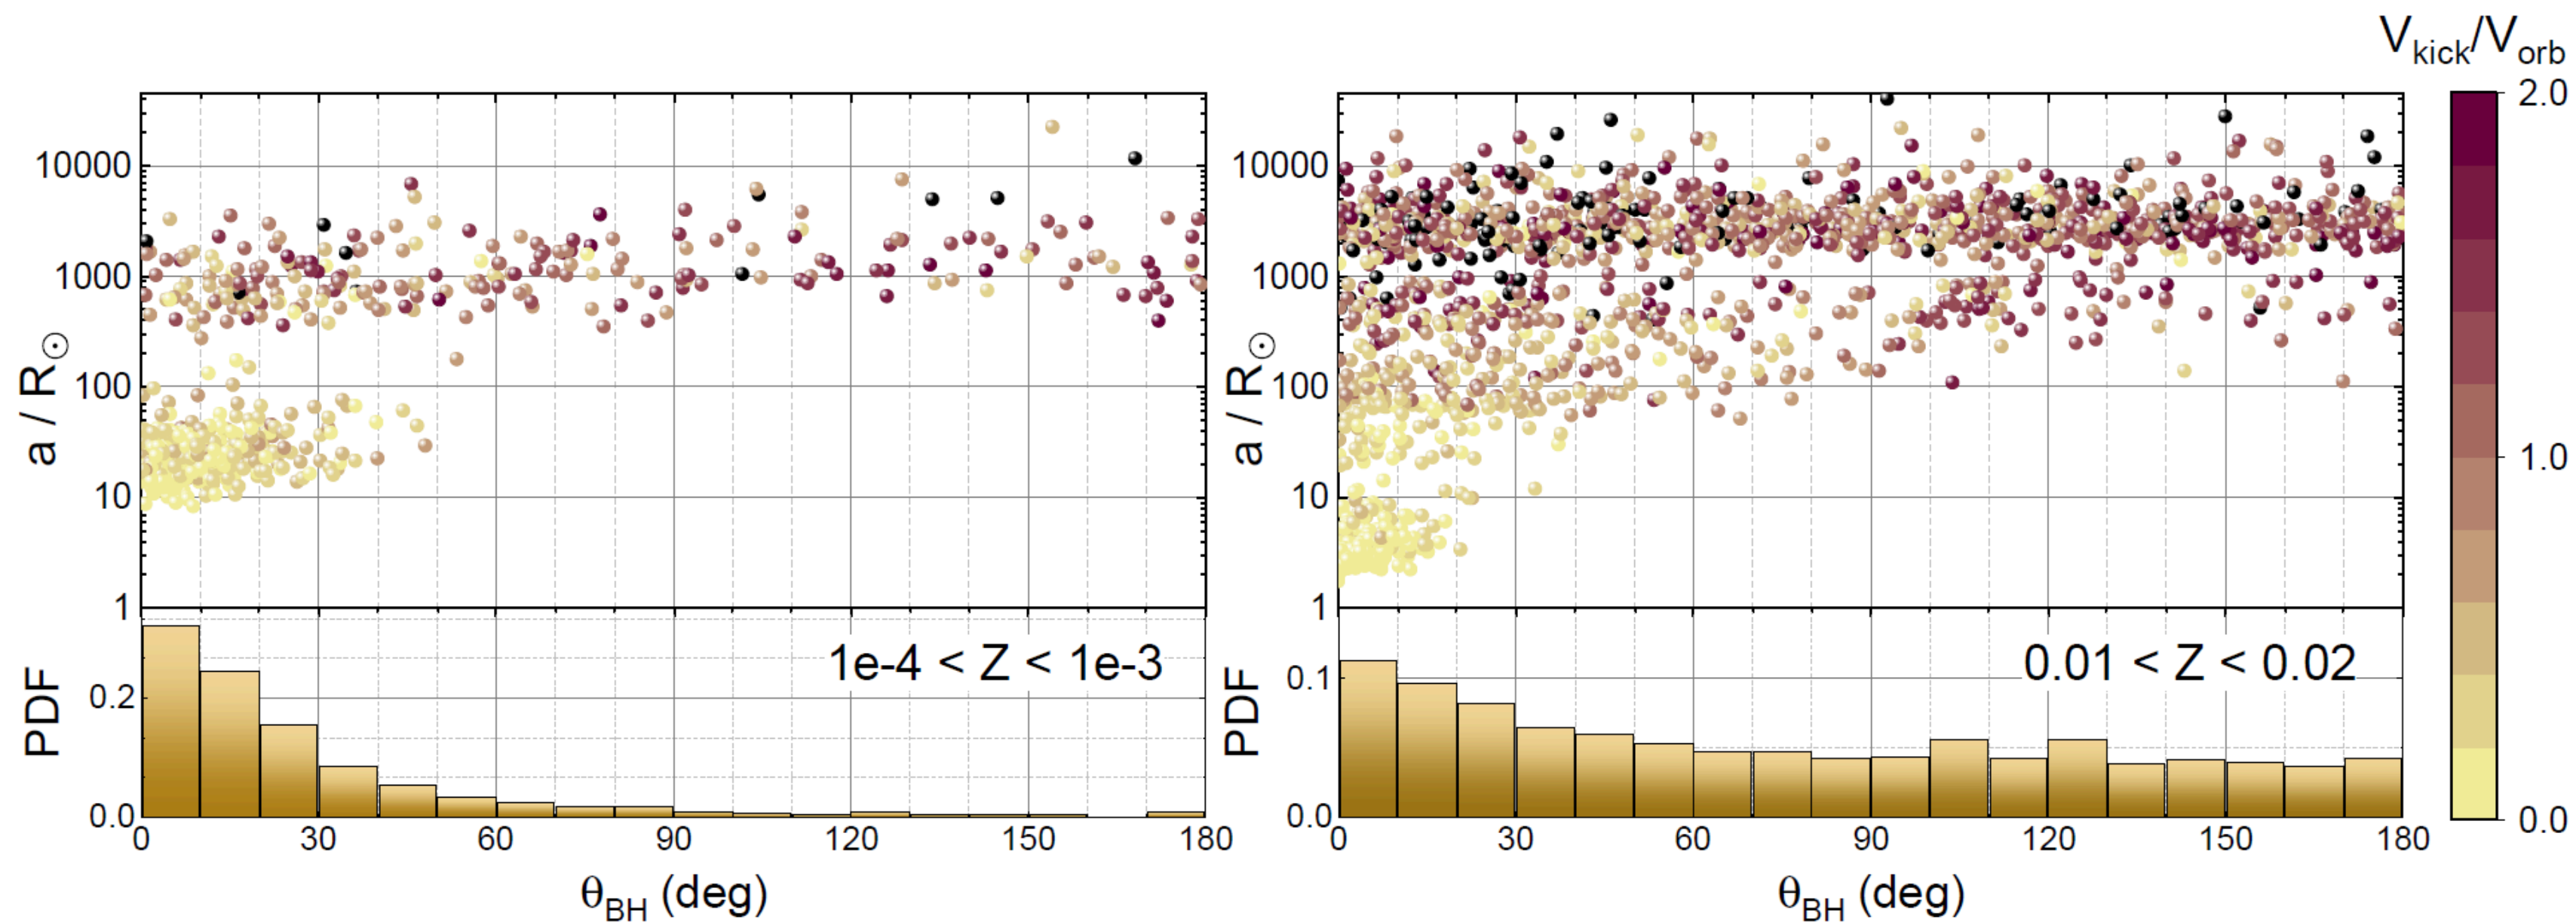 V_kick/V_orb
10000
1000
100
10
1
a / R☉
10000
1000
100
10
1
a / R☉
2.0
1.0
0.0
1e-4 < Z < 1e-3
0.2
0.0
PDF
0.01 < Z < 0.02
0.1
0.0
PDF
0 30 60 90 120 150 180
0 30 60 90 120 150 180
θ_BH (deg)
θ_BH (deg)